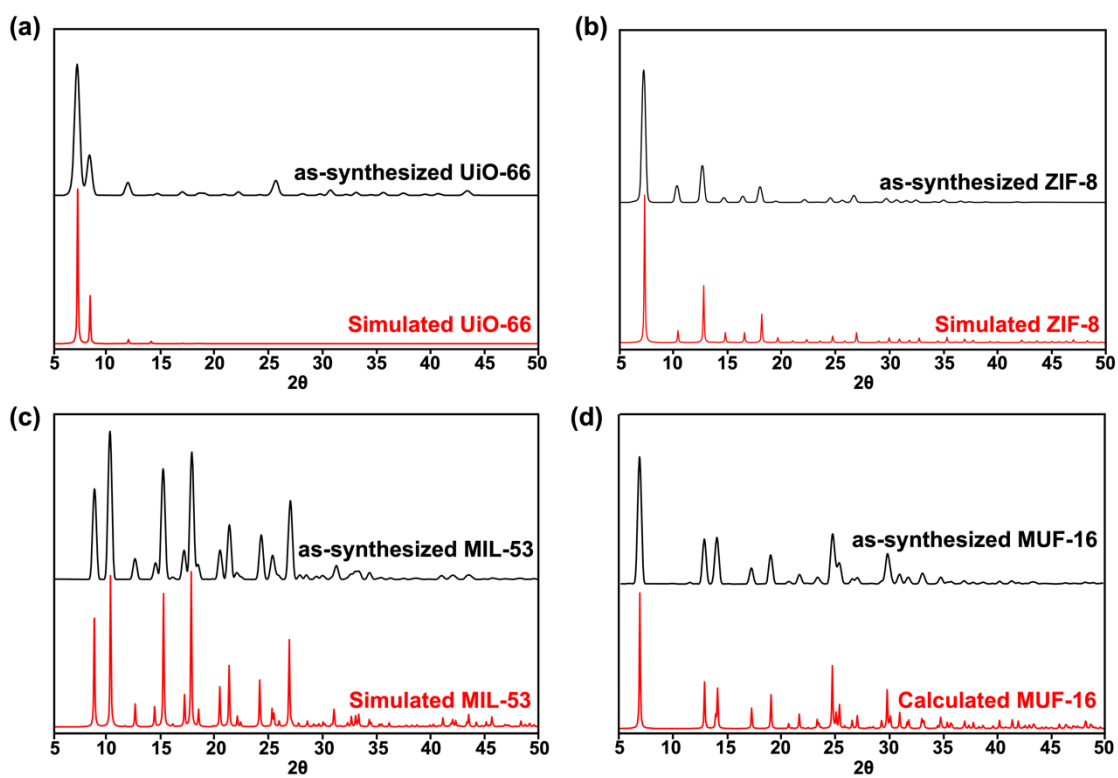 (a)
as-synthesized UiO-66
Simulated UiO-66
5 10 15 20 25 30 35 40 45 50
2θ
(b)
as-synthesized ZIF-8
Simulated ZIF-8
5 10 15 20 25 30 35 40 45 50
2θ
(c)
as-synthesized MIL-53
Simulated MIL-53
5 10 15 20 25 30 35 40 45 50
2θ
(d)
as-synthesized MUF-16
Calculated MUF-16
5 10 15 20 25 30 35 40 45 50
2θ